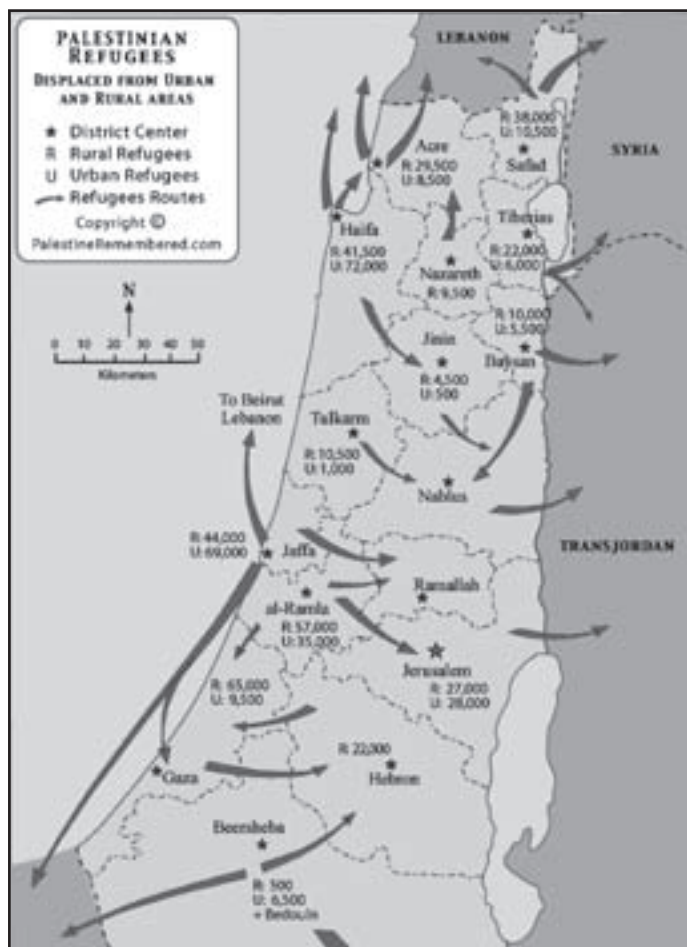 PALESTINIAN
REFUGEES
DISPLACED FROM URBAN
AND RURAL AREAS
District Center
R Rural Refugees
U Urban Refugees
Refugees Routes
Copyright ©
PalestineRemembered.com
N
0 10 20 30 40 50
Kilometers
LEBANON
SYRIA
TRANSJORDAN
R: 38,000
U: 10,500
Safad
Acre
R: 29,500
U: 8,500
Tiberias
R: 22,000
U: 6,000
Haifa
R: 41,500
U: 72,000
Nazareth
R: 9,500
R: 10,000
U: 5,500
Baysan
Jinin
R: 4,500
U: 500
To Beirut
Lebanon
Tulkarm
R: 10,500
U: 1,000
Nablus
R: 44,000
U: 69,000
Jaffa
Ramallah
al-Ramla
R: 57,000
U: 35,000
Jerusalem
R: 27,000
U: 28,000
R: 65,000
U: 9,500
Gaza
R: 22,000
Hebron
Beersheba
R: 500
U: 6,500
+ Bedouin